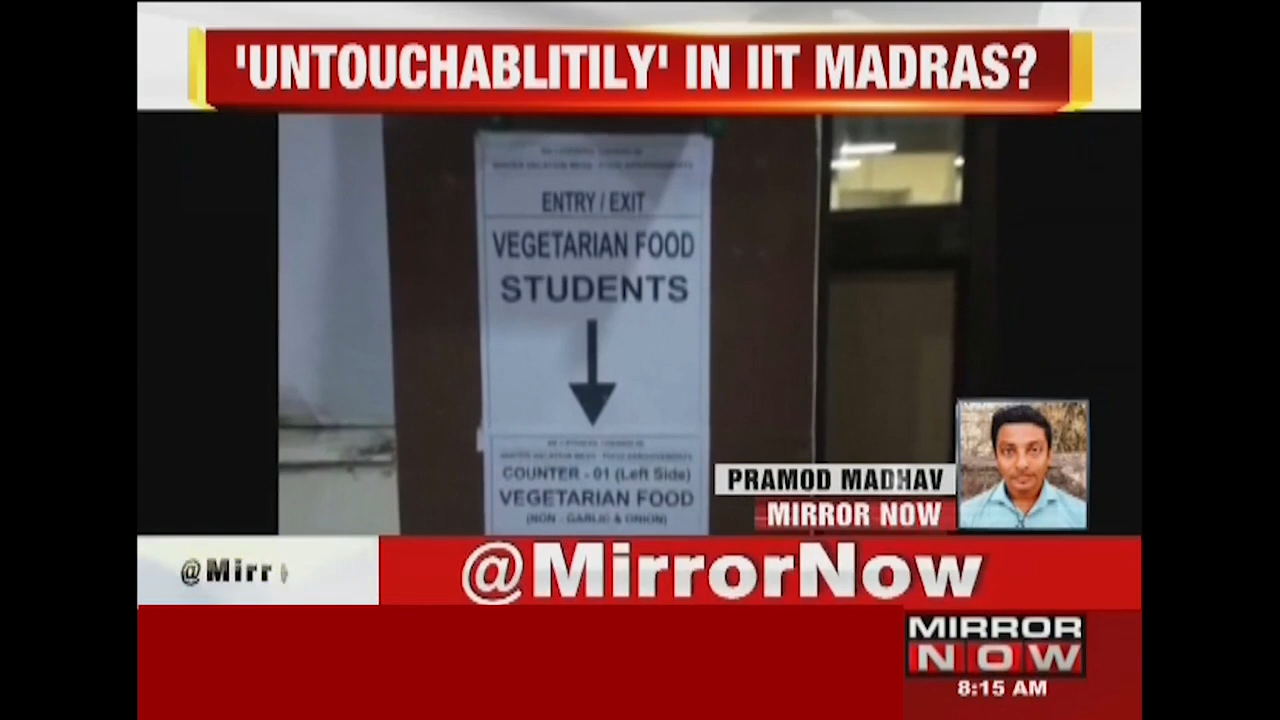 'UNTOUCHABLITILY' IN IIT MADRAS?
ENTRY / EXIT
VEGETARIAN FOOD
STUDENTS
COUNTER - 01 (Left Side)
VEGETARIAN FOOD
(NON - GARLIC & ONION)
PRAMOD MADHAV
MIRROR NOW
@Mirr
@MirrorNow
MIRROR
NOW
8:15 AM